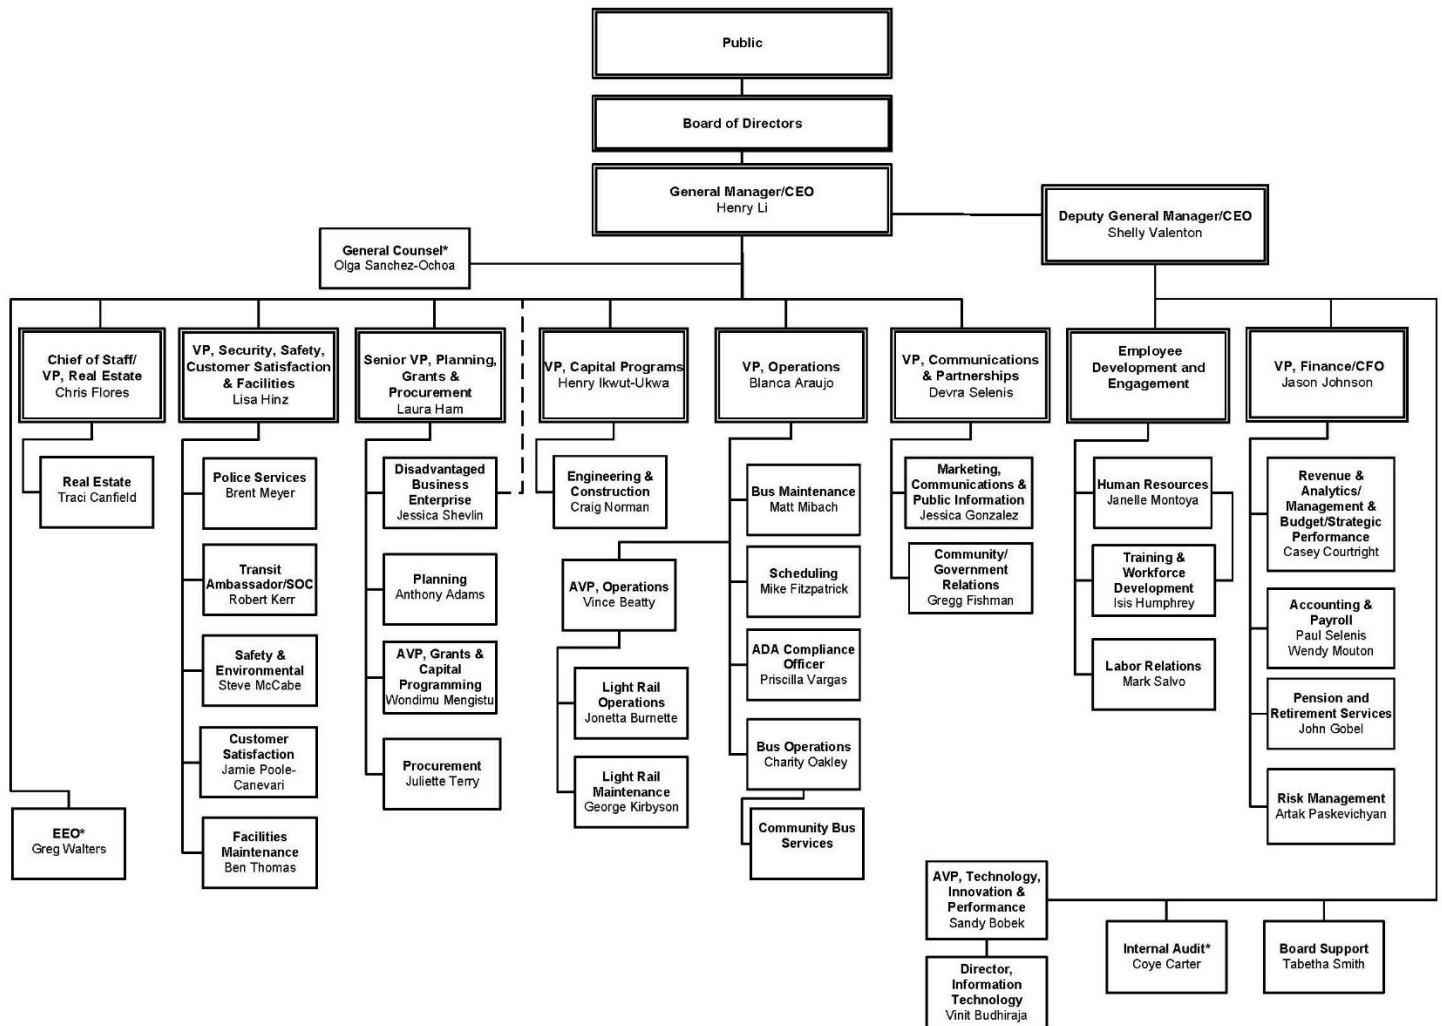 Public
Board of Directors
General Manager/CEO
Henry Li
Deputy General Manager/CEO
Shelly Valenton
General Counsel*
Olga Sanchez-Ochoa
Chief of Staff/
VP, Real Estate
Chris Flores
VP, Security, Safety,
Customer Satisfaction
& Facilities
Lisa Hinz
Senior VP, Planning,
Grants &
Procurement
Laura Ham
VP, Capital Programs
Henry Ikwut-Ukwa
VP, Operations
Blanca Araujo
VP, Communications
& Partnerships
Devra Selenis
Employee
Development and
Engagement
VP, Finance/CFO
Jason Johnson
Real Estate
Traci Canfield
Police Services
Brent Meyer
Transit
Ambassador/SOC
Robert Kerr
Safety &
Environmental
Steve McCabe
Customer
Satisfaction
Jamie Poole-
Canevari
Facilities
Maintenance
Ben Thomas
EEO*
Greg Walters
Disadvantaged
Business
Enterprise
Jessica Shevlin
Planning
Anthony Adams
AVP, Grants &
Capital
Programming
Wondimu Mengistu
Procurement
Juliette Terry
Engineering &
Construction
Craig Norman
AVP, Operations
Vince Beatty
Light Rail
Operations
Jonetta Burnette
Light Rail
Maintenance
George Kirbyson
Bus Maintenance
Matt Mibach
Scheduling
Mike Fitzpatrick
ADA Compliance
Officer
Priscilla Vargas
Bus Operations
Charity Oakley
Community Bus
Services
Marketing,
Communications &
Public Information
Jessica Gonzalez
Community/
Government
Relations
Gregg Fishman
Human Resources
Janelle Montoya
Training &
Workforce
Development
Isis Humphrey
Labor Relations
Mark Salvo
Revenue &
Analytics/
Management &
Budget/Strategic
Performance
Casey Courtright
Accounting &
Payroll
Paul Selenis
Wendy Mouton
Pension and
Retirement Services
John Gobel
Risk Management
Artak Paskevichyan
AVP, Technology,
Innovation &
Performance
Sandy Bobek
Director,
Information
Technology
Vinit Budhiraja
Internal Audit*
Coye Carter
Board Support
Tabetha Smith